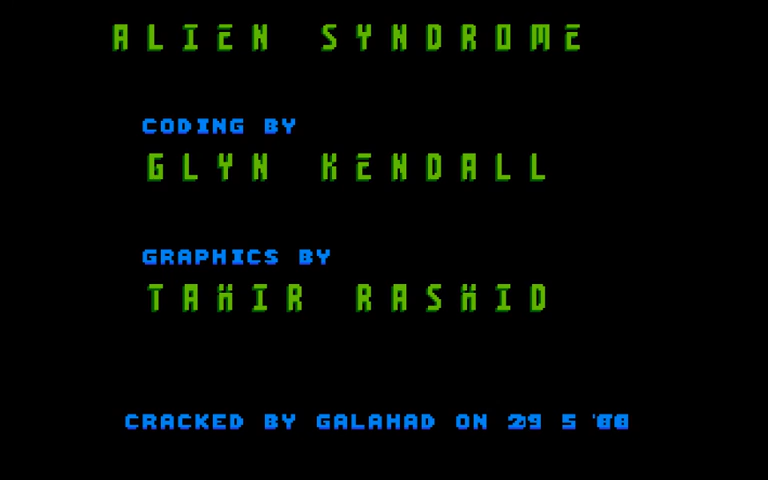 ALIEN SYNDROME
CODING BY
GLYN KENDALL
GRAPHICS BY
TAHIR RASHID
CRACKED BY GALAHAD ON 29 5 '88